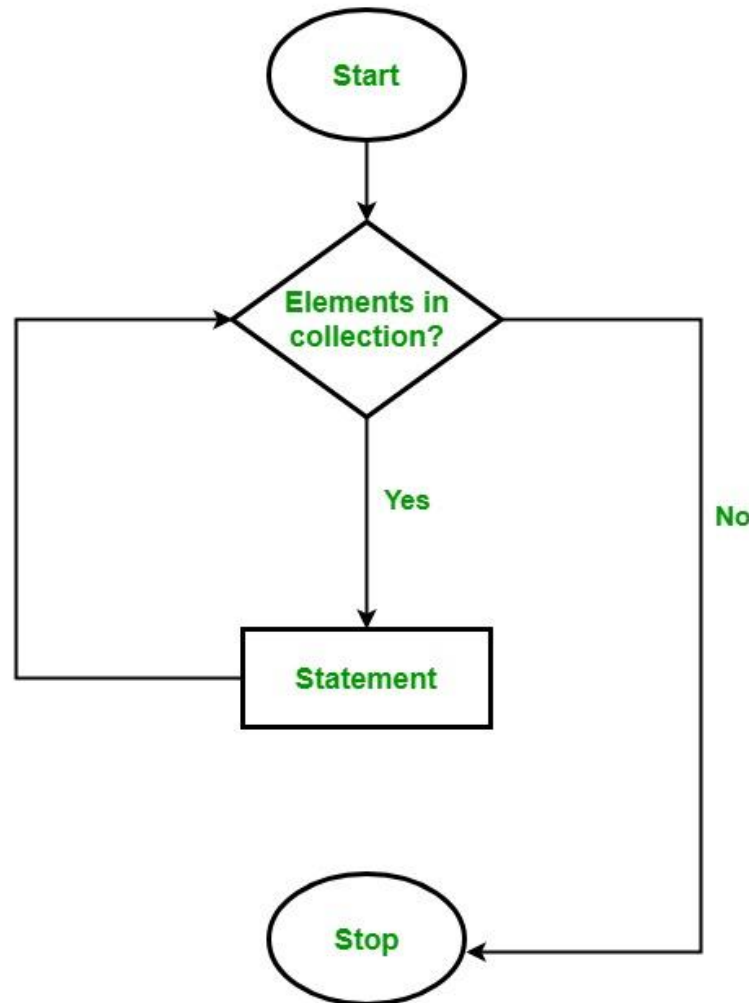 Start
Elements in
collection?
Yes
No
Statement
Stop